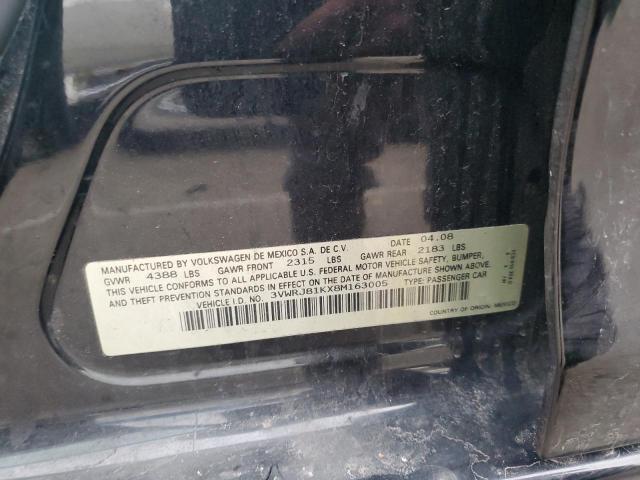 MANUFACTURED BY VOLKSWAGEN DE MEXICO S.A. DE C.V. DATE 04.08
GVWR 4388 LBS GAWR FRONT 2315 LBS GAWR REAR 2183 LBS
THIS VEHICLE CONFORMS TO ALL APPLICABLE U.S. FEDERAL MOTOR VEHICLE SAFETY, BUMPER,
AND THEFT PREVENTION STANDARDS IN EFFECT ON THE DATE OF MANUFACTURE SHOWN ABOVE.
VEHICLE I.D. NO. 3VWRJ81KX8M163005 TYPE: PASSENGER CAR
COUNTRY OF ORIGIN: MEXICO